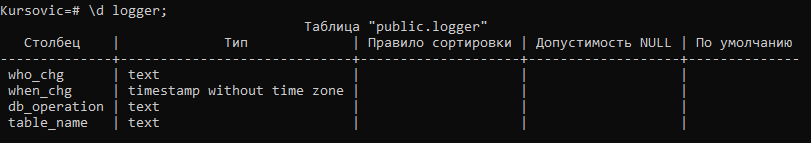 Kursovic=# \d logger;
Таблица "public.logger"
Столбец | Тип | Правило сортировки | Допустимость NULL | По умолчанию
--------------+-----------------------------+--------------------+-------------------+--------------
who_chg | text | | |
when_chg | timestamp without time zone | | |
db_operation | text | | |
table_name | text | | |